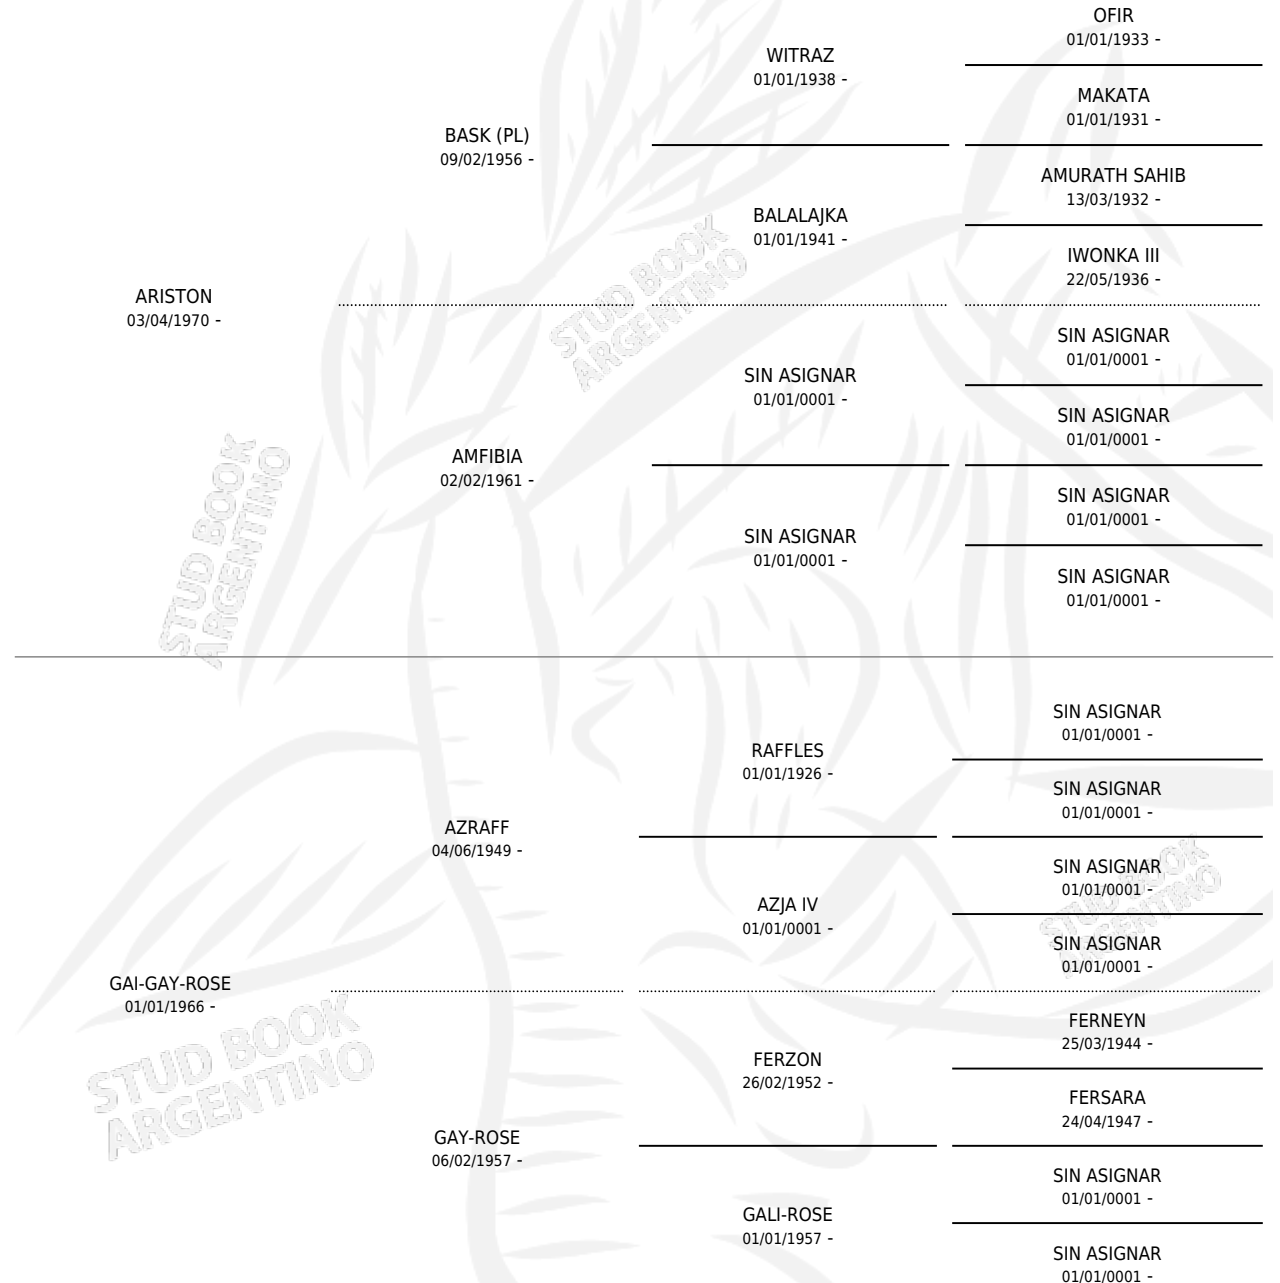 OFIR
01/01/1933 -
WITRAZ
01/01/1938 -
MAKATA
01/01/1931 -
BASK (PL)
09/02/1956 -
AMURATH SAHIB
13/03/1932 -
BALALAJKA
01/01/1941 -
IWONKA III
22/05/1936 -
ARISTON
03/04/1970 -
STUD BOOK
ARGENTINO
SIN ASIGNAR
01/01/0001 -
SIN ASIGNAR
01/01/0001 -
SIN ASIGNAR
01/01/0001 -
AMFIBIA
02/02/1961 -
SIN ASIGNAR
01/01/0001 -
SIN ASIGNAR
01/01/0001 -
SIN ASIGNAR
01/01/0001 -
STUD BOOK
ARGENTINO
SIN ASIGNAR
01/01/0001 -
RAFFLES
01/01/1926 -
SIN ASIGNAR
01/01/0001 -
AZRAFF
04/06/1949 -
SIN ASIGNAR
01/01/0001 -
AZJA IV
01/01/0001 -
SIN ASIGNAR
01/01/0001 -
STUD BOOK
ARGENTINO
GAI-GAY-ROSE
01/01/1966 -
STUD BOOK
ARGENTINO
FERNEYN
25/03/1944 -
FERZON
26/02/1952 -
FERSARA
24/04/1947 -
GAY-ROSE
06/02/1957 -
SIN ASIGNAR
01/01/0001 -
GALI-ROSE
01/01/1957 -
SIN ASIGNAR
01/01/0001 -